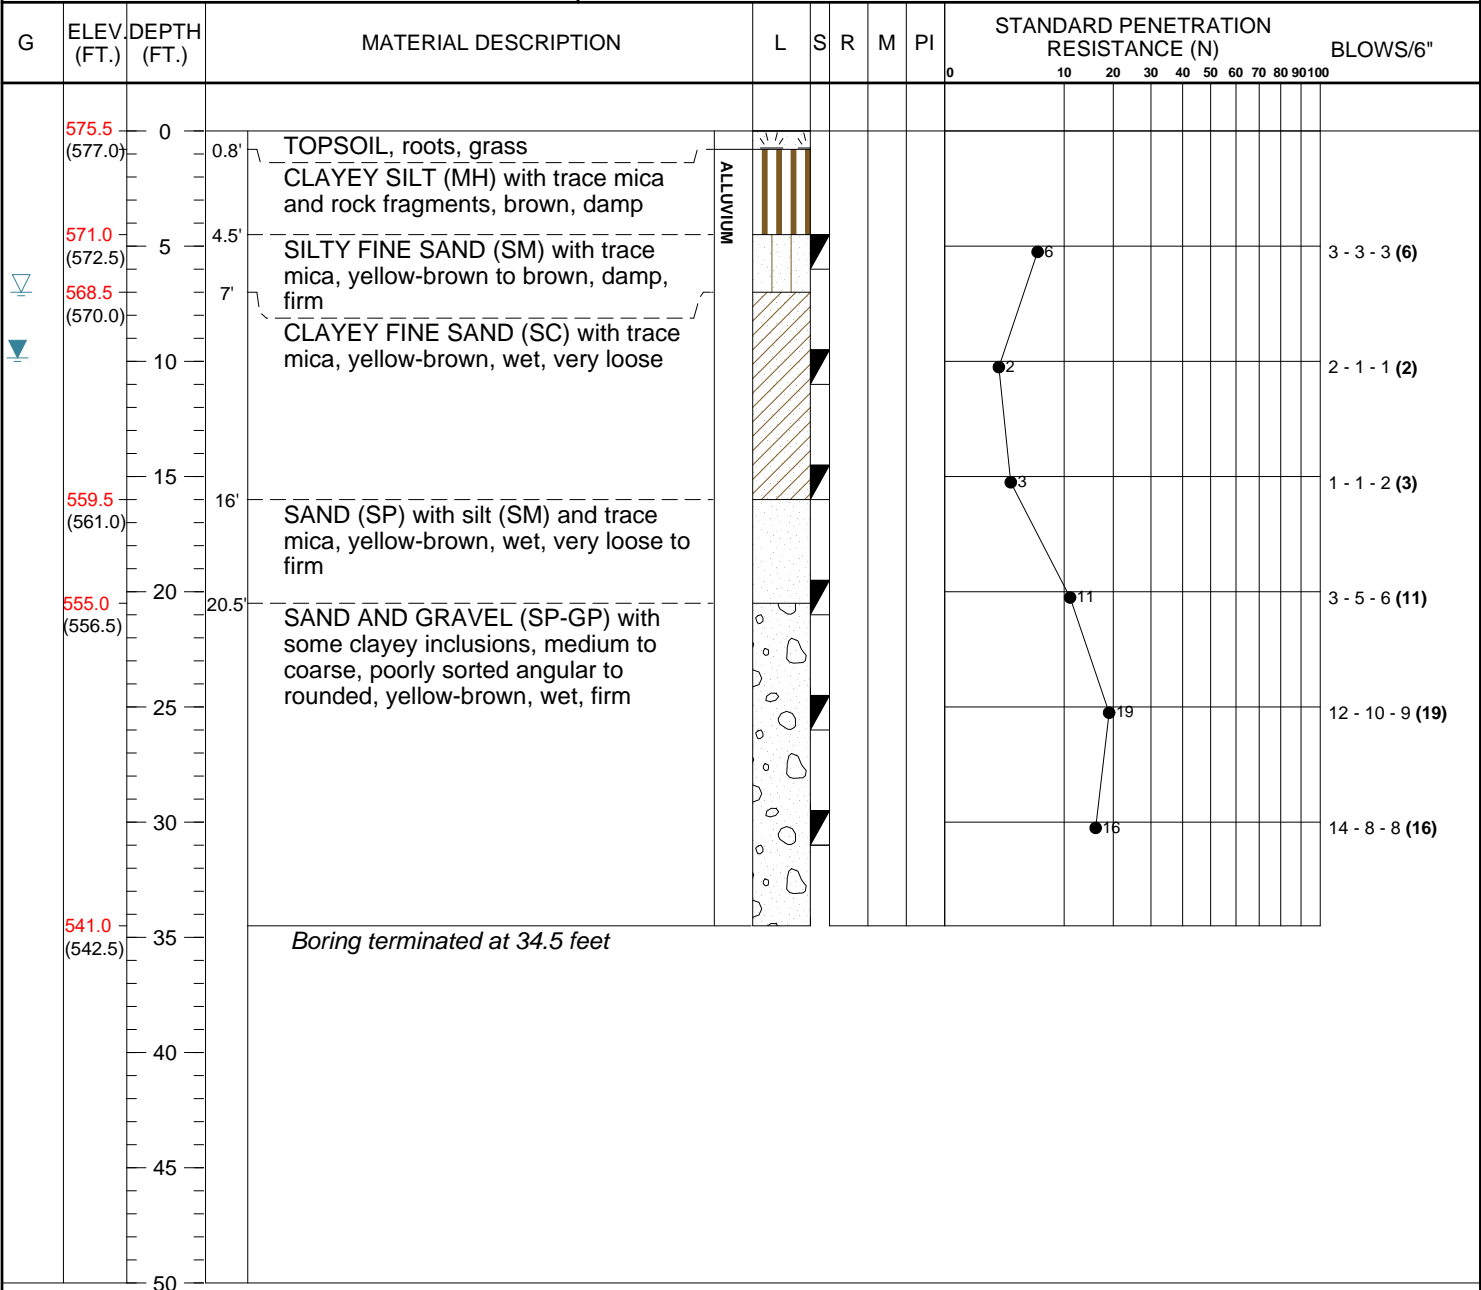 G
ELEV. (FT.)
DEPTH (FT.)
MATERIAL DESCRIPTION
L
S
R
M
PI
STANDARD PENETRATION
RESISTANCE (N)
0 10 20 30 40 50 60 70 80 90 100
BLOWS/6"
575.5
(577.0)
0
0.8'
TOPSOIL, roots, grass
CLAYEY SILT (MH) with trace mica
and rock fragments, brown, damp
ALLUVIUM
571.0
(572.5)
4.5'
5
SILTY FINE SAND (SM) with trace
mica, yellow-brown to brown, damp,
firm
6
3 - 3 - 3 (6)
568.5
(570.0)
7'
CLAYEY FINE SAND (SC) with trace
mica, yellow-brown, wet, very loose
10
2
2 - 1 - 1 (2)
15
3
1 - 1 - 2 (3)
559.5
(561.0)
16'
SAND (SP) with silt (SM) and trace
mica, yellow-brown, wet, very loose to
firm
20
11
3 - 5 - 6 (11)
555.0
(556.5)
20.5'
SAND AND GRAVEL (SP-GP) with
some clayey inclusions, medium to
coarse, poorly sorted angular to
rounded, yellow-brown, wet, firm
25
19
12 - 10 - 9 (19)
30
16
14 - 8 - 8 (16)
541.0
(542.5)
35
Boring terminated at 34.5 feet
40
45
50